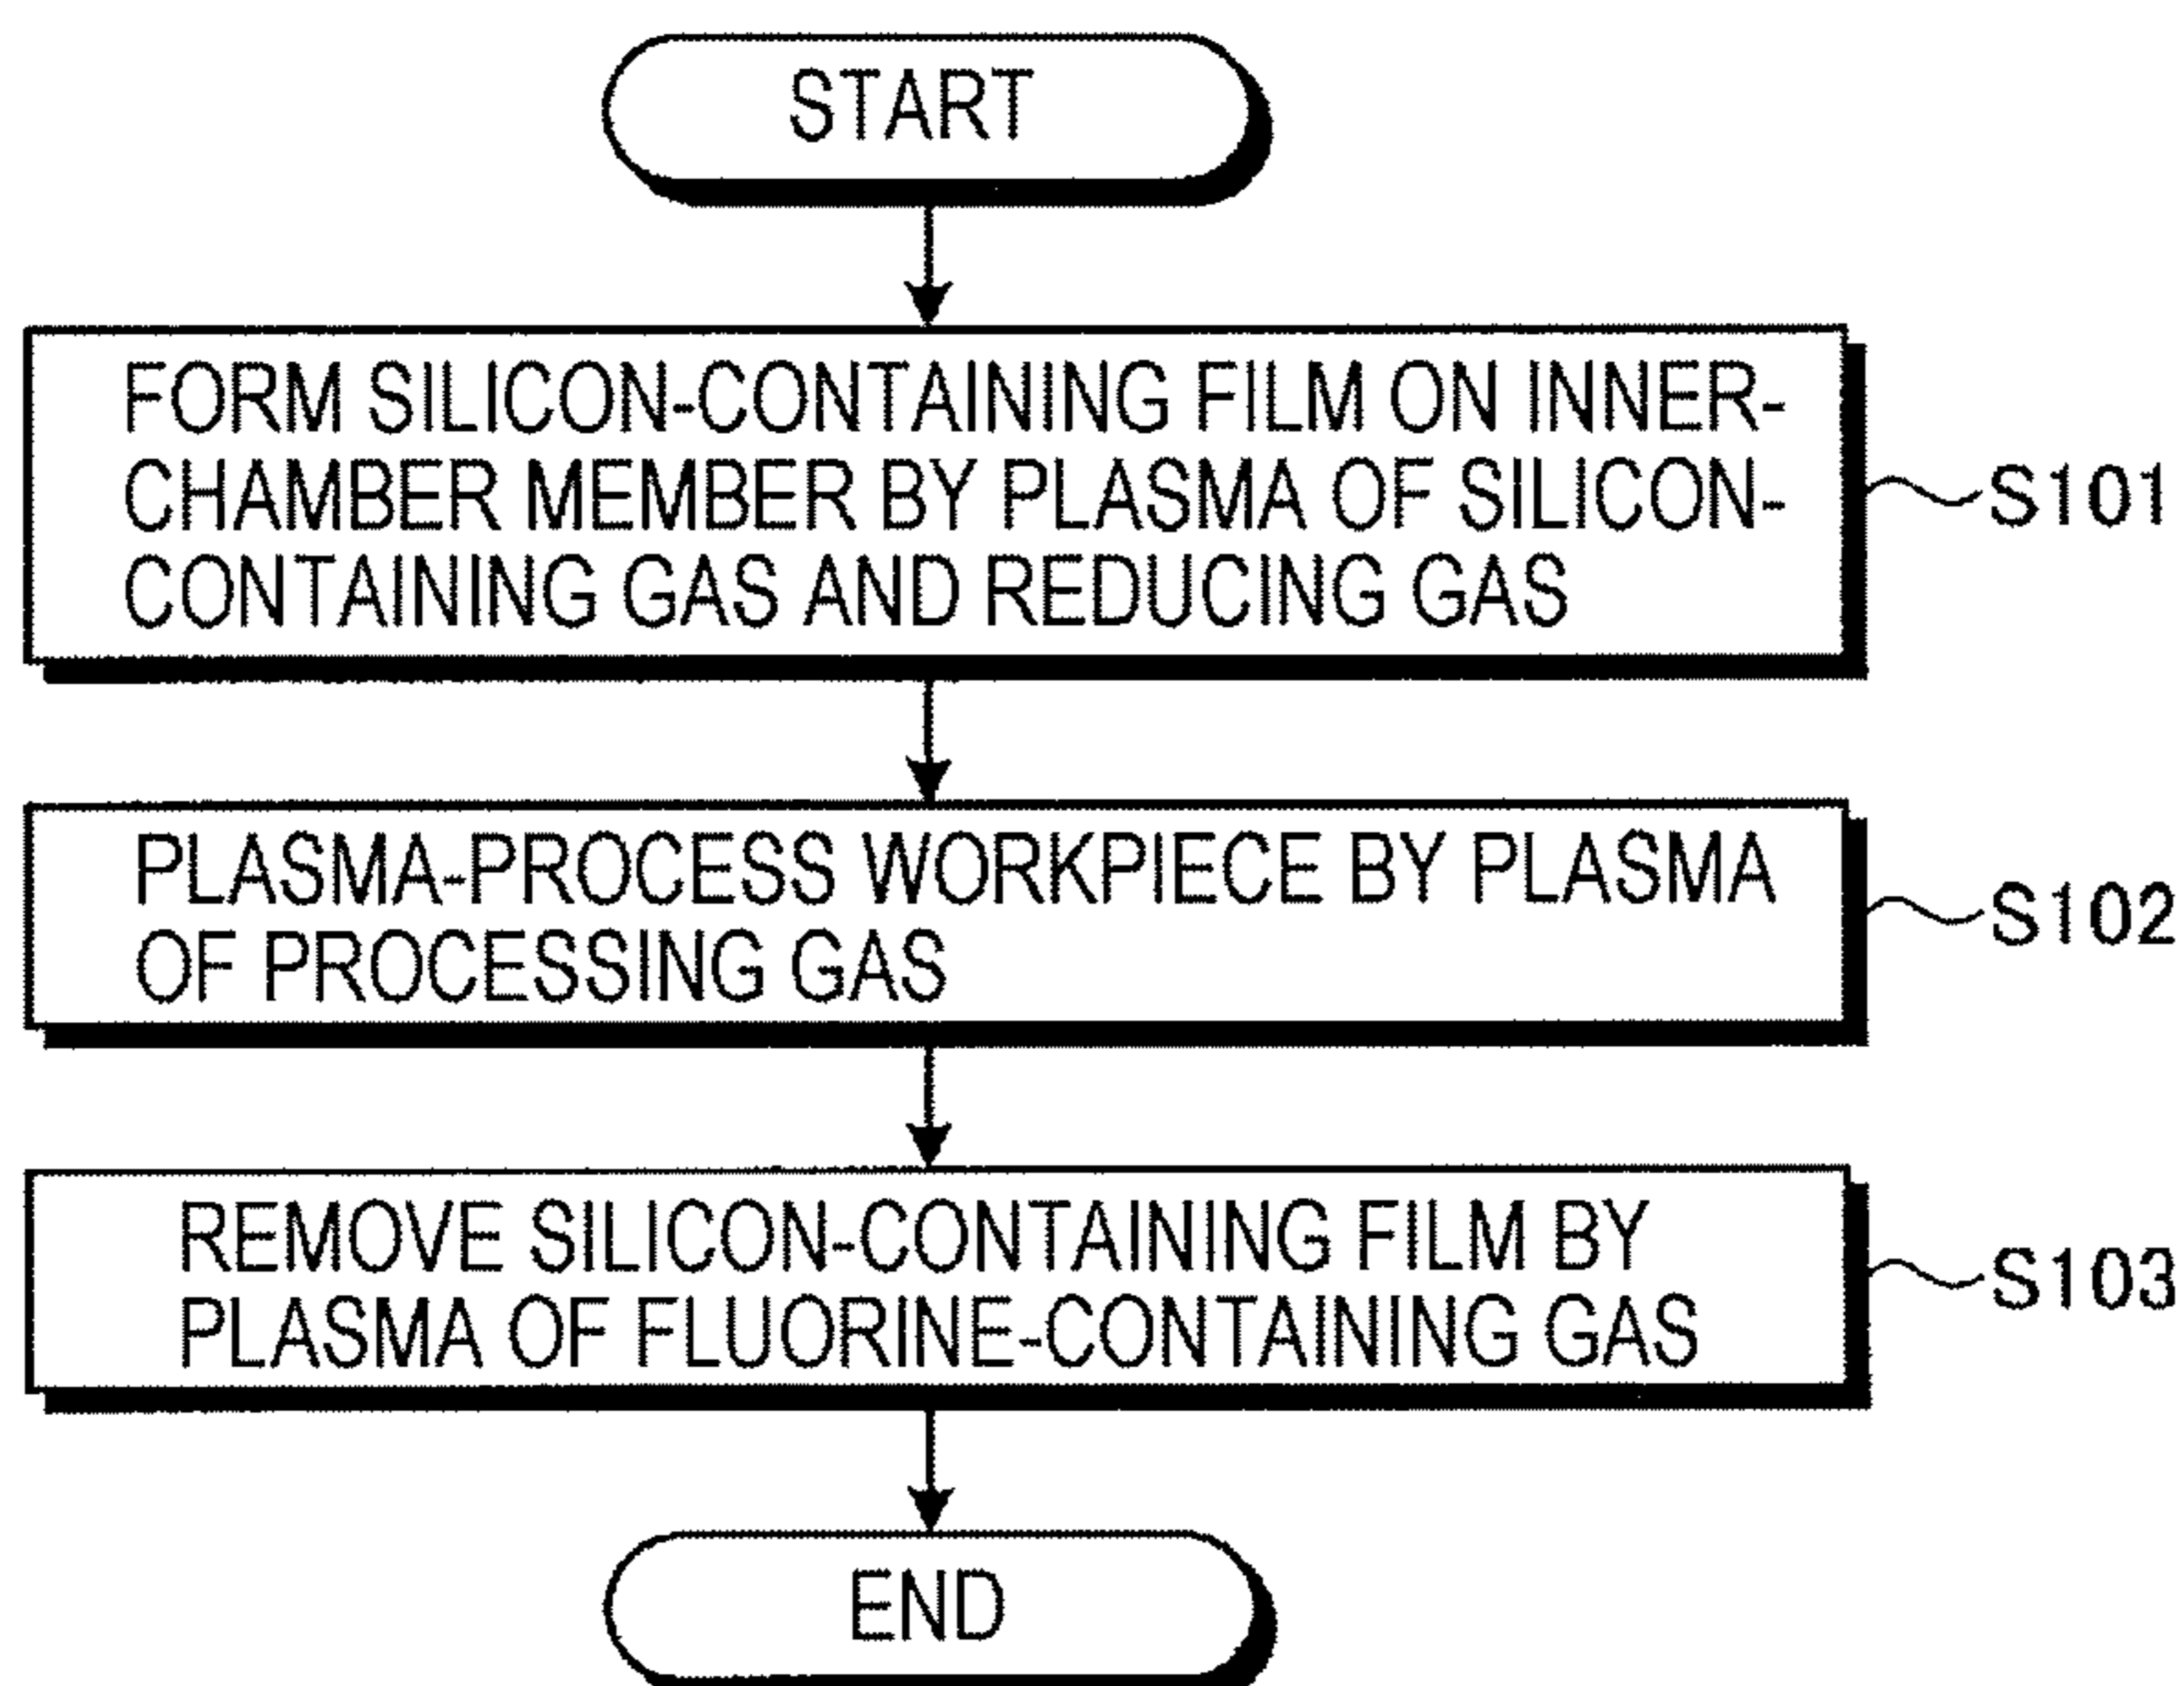 START
FORM SILICON-CONTAINING FILM ON INNER-
CHAMBER MEMBER BY PLASMA OF SILICON-
CONTAINING GAS AND REDUCING GAS
S101
PLASMA-PROCESS WORKPIECE BY PLASMA
OF PROCESSING GAS
S102
REMOVE SILICON-CONTAINING FILM BY
PLASMA OF FLUORINE-CONTAINING GAS
S103
END